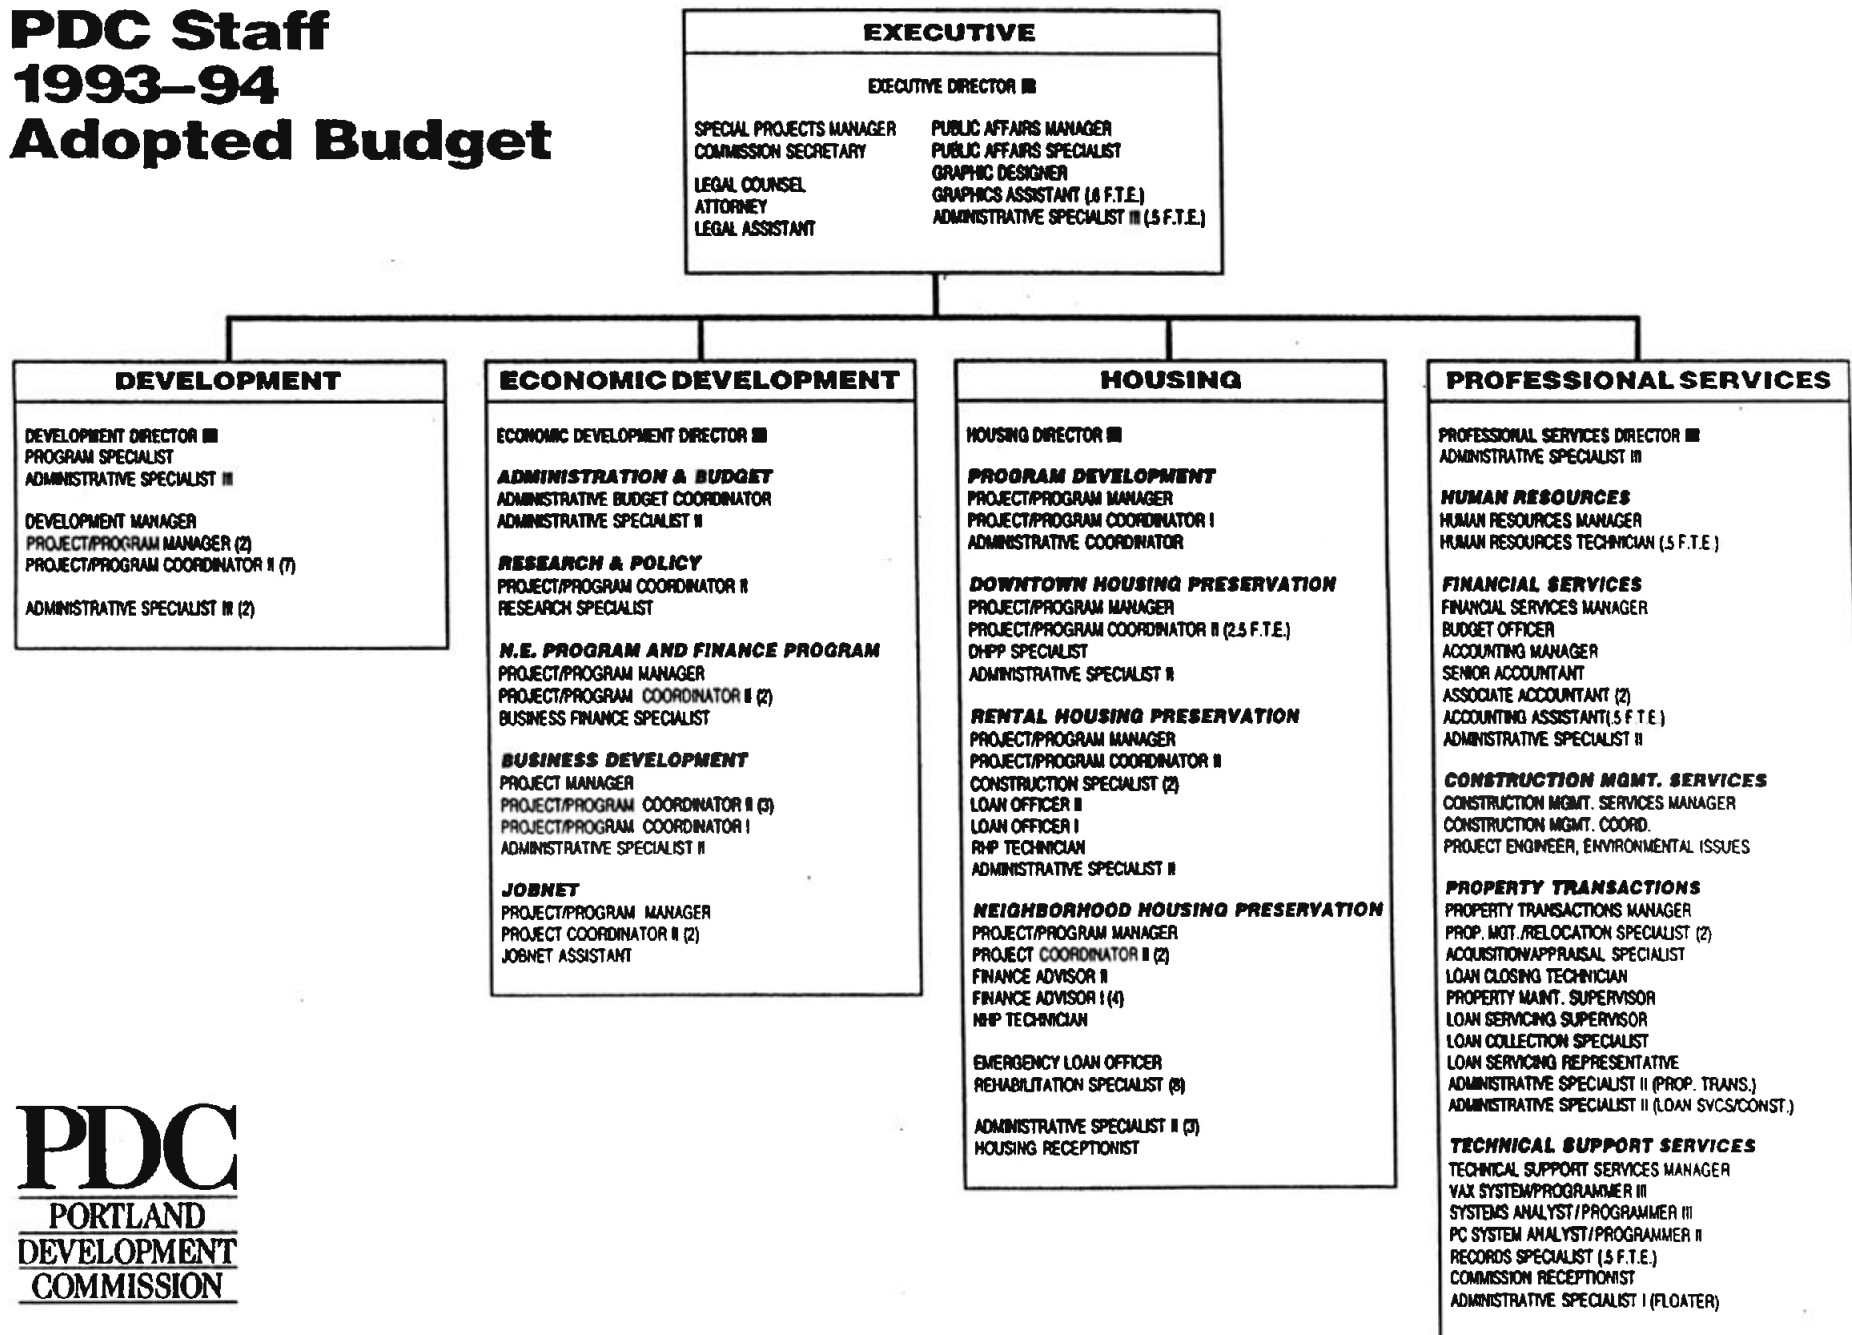 PDC Staff
1993–94
Adopted Budget
EXECUTIVE
EXECUTIVE DIRECTOR
SPECIAL PROJECTS MANAGER
COMMISSION SECRETARY
LEGAL COUNSEL
ATTORNEY
LEGAL ASSISTANT
PUBLIC AFFAIRS MANAGER
PUBLIC AFFAIRS SPECIALIST
GRAPHIC DESIGNER
GRAPHICS ASSISTANT (.6 F.T.E.)
ADMINISTRATIVE SPECIALIST III (.5 F.T.E.)
DEVELOPMENT
DEVELOPMENT DIRECTOR
PROGRAM SPECIALIST
ADMINISTRATIVE SPECIALIST III
DEVELOPMENT MANAGER
PROJECT/PROGRAM MANAGER (2)
PROJECT/PROGRAM COORDINATOR II (7)
ADMINISTRATIVE SPECIALIST III (2)
ECONOMIC DEVELOPMENT
ECONOMIC DEVELOPMENT DIRECTOR
ADMINISTRATION & BUDGET
ADMINISTRATIVE BUDGET COORDINATOR
ADMINISTRATIVE SPECIALIST II
RESEARCH & POLICY
PROJECT/PROGRAM COORDINATOR II
RESEARCH SPECIALIST
N.E. PROGRAM AND FINANCE PROGRAM
PROJECT/PROGRAM MANAGER
PROJECT/PROGRAM COORDINATOR II (2)
BUSINESS FINANCE SPECIALIST
BUSINESS DEVELOPMENT
PROJECT MANAGER
PROJECT/PROGRAM COORDINATOR II (3)
PROJECT/PROGRAM COORDINATOR I
ADMINISTRATIVE SPECIALIST II
JOBNET
PROJECT/PROGRAM MANAGER
PROJECT COORDINATOR II (2)
JOBNET ASSISTANT
HOUSING
HOUSING DIRECTOR
PROGRAM DEVELOPMENT
PROJECT/PROGRAM MANAGER
PROJECT/PROGRAM COORDINATOR I
ADMINISTRATIVE COORDINATOR
DOWNTOWN HOUSING PRESERVATION
PROJECT/PROGRAM MANAGER
PROJECT/PROGRAM COORDINATOR II (2.5 F.T.E.)
DHPP SPECIALIST
ADMINISTRATIVE SPECIALIST II
RENTAL HOUSING PRESERVATION
PROJECT/PROGRAM MANAGER
PROJECT/PROGRAM COORDINATOR II
CONSTRUCTION SPECIALIST (2)
LOAN OFFICER II
LOAN OFFICER I
RHP TECHNICIAN
ADMINISTRATIVE SPECIALIST II
NEIGHBORHOOD HOUSING PRESERVATION
PROJECT/PROGRAM MANAGER
PROJECT COORDINATOR II (2)
FINANCE ADVISOR II
FINANCE ADVISOR I (4)
NHP TECHNICIAN
EMERGENCY LOAN OFFICER
REHABILITATION SPECIALIST
ADMINISTRATIVE SPECIALIST II (3)
HOUSING RECEPTIONIST
PROFESSIONAL SERVICES
PROFESSIONAL SERVICES DIRECTOR
ADMINISTRATIVE SPECIALIST III
HUMAN RESOURCES
HUMAN RESOURCES MANAGER
HUMAN RESOURCES TECHNICIAN (.5 F.T.E.)
FINANCIAL SERVICES
FINANCIAL SERVICES MANAGER
BUDGET OFFICER
ACCOUNTING MANAGER
SENIOR ACCOUNTANT
ASSOCIATE ACCOUNTANT (2)
ACCOUNTING ASSISTANT(.5 F.T.E.)
ADMINISTRATIVE SPECIALIST II
CONSTRUCTION MGMT. SERVICES
CONSTRUCTION MGMT. SERVICES MANAGER
CONSTRUCTION MGMT. COORD.
PROJECT ENGINEER, ENVIRONMENTAL ISSUES
PROPERTY TRANSACTIONS
PROPERTY TRANSACTIONS MANAGER
PROP. MGT./RELOCATION SPECIALIST (2)
ACQUISITION/APPRAISAL SPECIALIST
LOAN CLOSING TECHNICIAN
PROPERTY MAINT. SUPERVISOR
LOAN SERVICING SUPERVISOR
LOAN COLLECTION SPECIALIST
LOAN SERVICING REPRESENTATIVE
ADMINISTRATIVE SPECIALIST II (PROP. TRANS.)
ADMINISTRATIVE SPECIALIST II (LOAN SVCS/CONST.)
TECHNICAL SUPPORT SERVICES
TECHNICAL SUPPORT SERVICES MANAGER
VAX SYSTEM/PROGRAMMER III
SYSTEMS ANALYST/PROGRAMMER III
PC SYSTEM ANALYST/PROGRAMMER II
RECORDS SPECIALIST (.5 F.T.E.)
COMMISSION RECEPTIONIST
ADMINISTRATIVE SPECIALIST I (FLOATER)
PDC
PORTLAND
DEVELOPMENT
COMMISSION